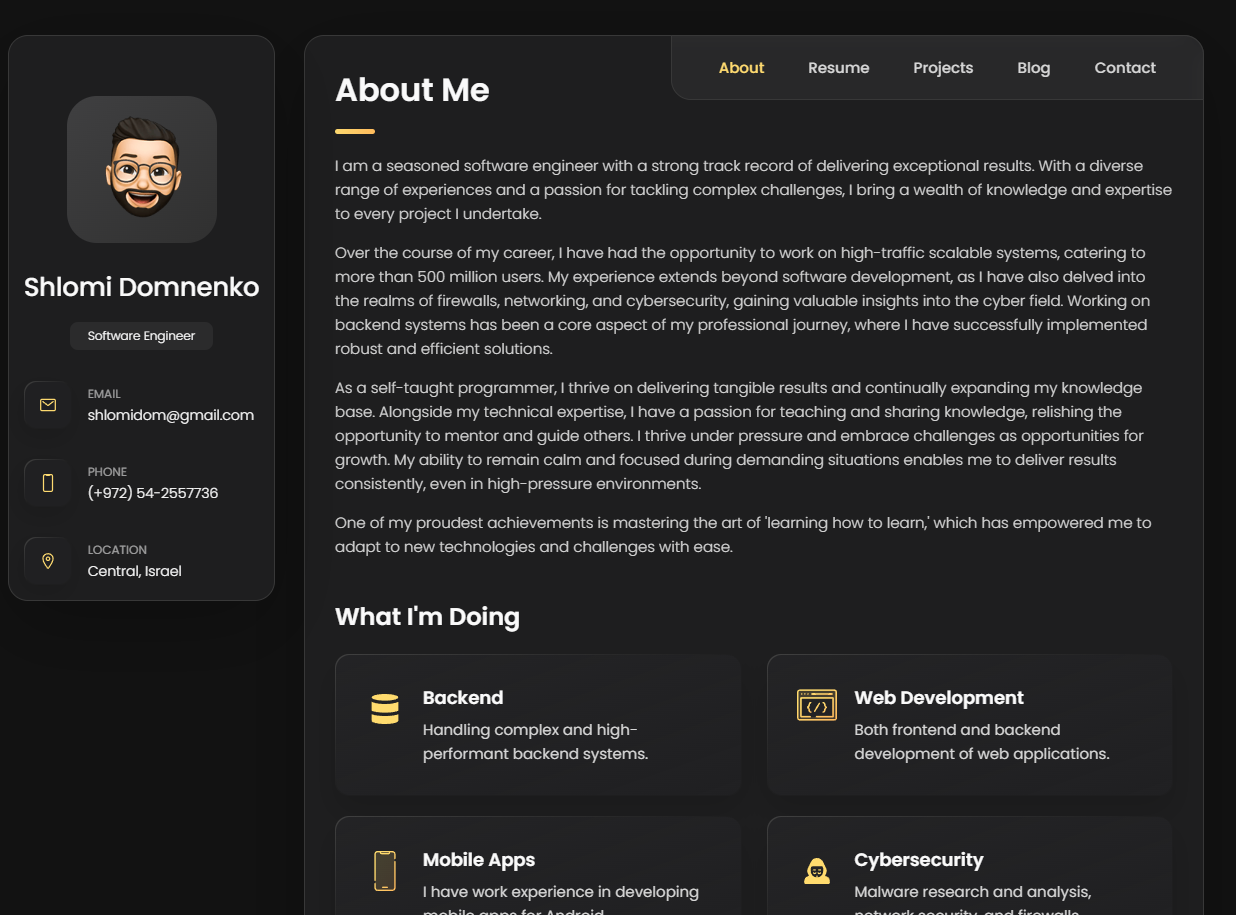 Shlomi Domnenko
Software Engineer
EMAIL
shlomidom@gmail.com
PHONE
(+972) 54-2557736
LOCATION
Central, Israel
About
Resume
Projects
Blog
Contact
About Me
I am a seasoned software engineer with a strong track record of delivering exceptional results. With a diverse
range of experiences and a passion for tackling complex challenges, I bring a wealth of knowledge and expertise
to every project I undertake.
Over the course of my career, I have had the opportunity to work on high-traffic scalable systems, catering to
more than 500 million users. My experience extends beyond software development, as I have also delved into
the realms of firewalls, networking, and cybersecurity, gaining valuable insights into the cyber field. Working on
backend systems has been a core aspect of my professional journey, where I have successfully implemented
robust and efficient solutions.
As a self-taught programmer, I thrive on delivering tangible results and continually expanding my knowledge
base. Alongside my technical expertise, I have a passion for teaching and sharing knowledge, relishing the
opportunity to mentor and guide others. I thrive under pressure and embrace challenges as opportunities for
growth. My ability to remain calm and focused during demanding situations enables me to deliver results
consistently, even in high-pressure environments.
One of my proudest achievements is mastering the art of 'learning how to learn,' which has empowered me to
adapt to new technologies and challenges with ease.
What I'm Doing
Backend
Handling complex and high-
performant backend systems.
Web Development
Both frontend and backend
development of web applications.
Mobile Apps
I have work experience in developing
mobile apps for Android
Cybersecurity
Malware research and analysis,
network security, and firewalls